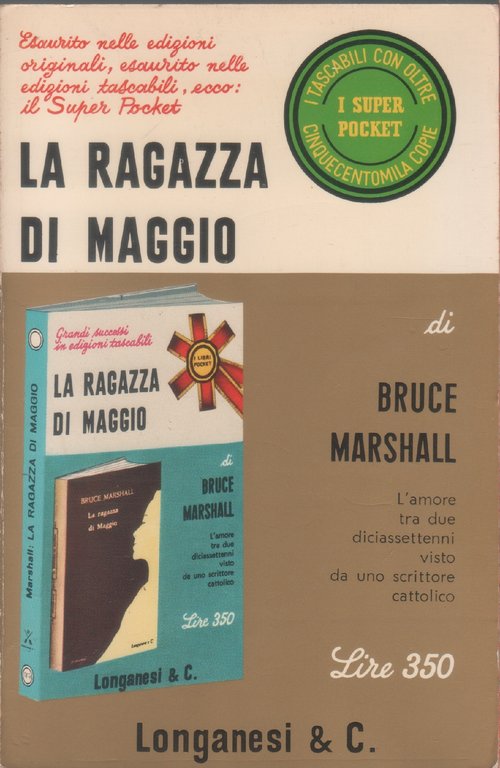 Esaurito nelle edizioni
originali, esaurito nelle
edizioni tascabili, ecco:
il Super Pocket
I TASCABILI CON OLTRE
CINQUECENTOMILA COPIE
I SUPER
POCKET
LA RAGAZZA
DI MAGGIO
di
BRUCE
MARSHALL
L'amore
tra due
diciassettenni
visto
da uno scrittore
cattolico
Lire 350
Marshall: LA RAGAZZA DI MAGGIO
Grandi successi
in edizioni tascabili
I LIBRI
POCKET
LA RAGAZZA
DI MAGGIO
BRUCE MARSHALL
La ragazza
di Maggio
Longanesi & C.
di
BRUCE
MARSHALL
L'amore
tra due
diciassettenni
visto
da uno scrittore
cattolico
Lire 350
Longanesi & C.
Longanesi & C.